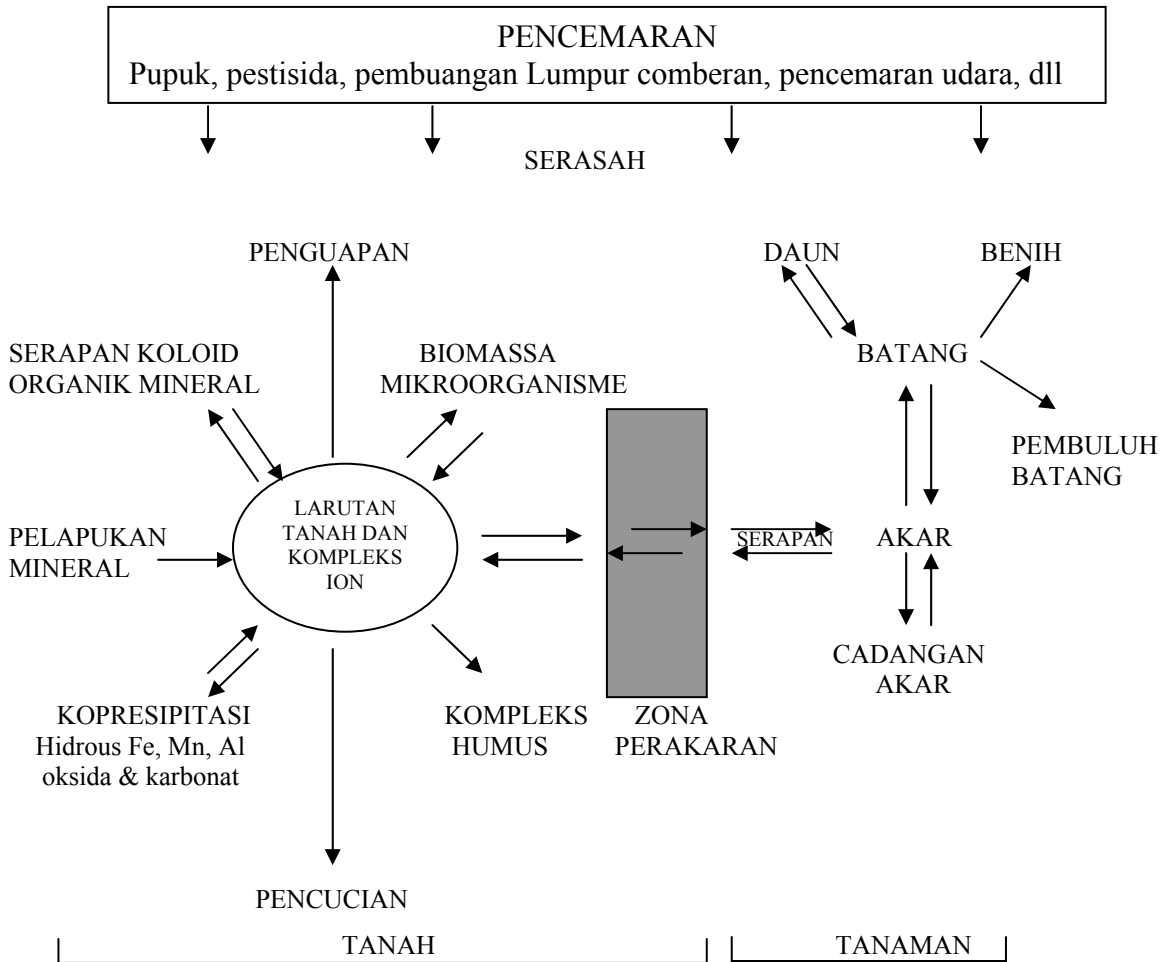 PENCEMARAN
Pupuk, pestisida, pembuangan Lumpur comberan, pencemaran udara, dll
SERASAH
PENGUAPAN
DAUN
BENIH
SERAPAN KOLOID
ORGANIK MINERAL
BIOMASSA
MIKROORGANISME
BATANG
PEMBULUH
BATANG
LARUTAN
TANAH DAN
KOMPLEKS
ION
PELAPUKAN
MINERAL
SERAPAN
AKAR
CADANGAN
AKAR
KOPRESIPITASI
Hidrous Fe, Mn, Al
oksida & karbonat
KOMPLEKS
HUMUS
ZONA
PERAKARAN
PENCUCIAN
TANAH
TANAMAN